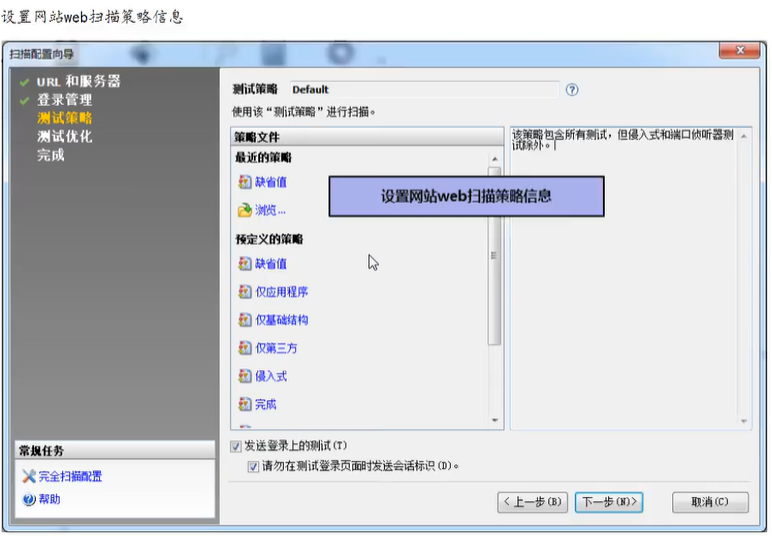 设置网站web扫描策略信息
扫描配置向导
URL 和服务器
登录管理
测试策略
测试优化
完成
测试策略 Default
使用该“测试策略”进行扫描。
策略文件
最近的策略
缺省值
浏览...
预定义的策略
缺省值
仅应用程序
仅基础结构
仅第三方
侵入式
完成
该策略包含所有测试，但侵入式和端口侦听器测
试除外。
设置网站web扫描策略信息
发送登录上的测试(T)
请勿在测试登录页面时发送会话标识(D)。
常规任务
完全扫描配置
帮助
< 上一步(B)
下一步(N)>
取消(C)